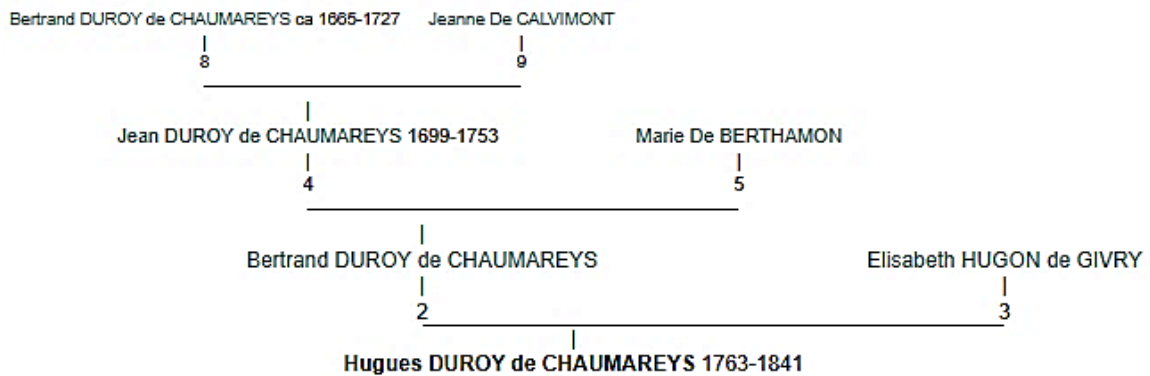 Bertrand DUROY de CHAUMAREYS ca 1665-1727 Jeanne De CALVIMONT
8 9
Jean DUROY de CHAUMAREYS 1699-1753 Marie De BERTHAMON
4 5
Bertrand DUROY de CHAUMAREYS Elisabeth HUGON de GIVRY
2 3
Hugues DUROY de CHAUMAREYS 1763-1841